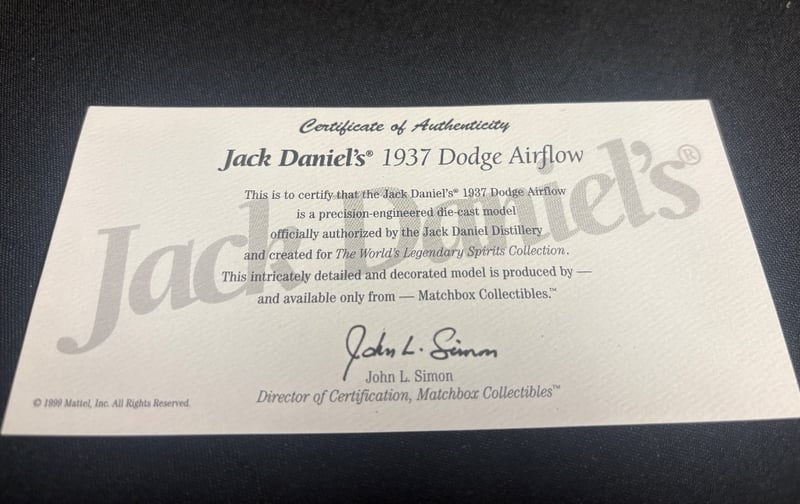 Certificate of Authenticity
Jack Daniel's® 1937 Dodge Airflow
This is to certify that the Jack Daniel's® 1937 Dodge Airflow
is a precision-engineered die-cast model
officially authorized by the Jack Daniel Distillery
and created for The World's Legendary Spirits Collection.
This intricately detailed and decorated model is produced by —
and available only from — Matchbox Collectibles.™
Jack Daniel's®
John L. Simon
John L. Simon
Director of Certification, Matchbox Collectibles™
© 1999 Mattel, Inc. All Rights Reserved.